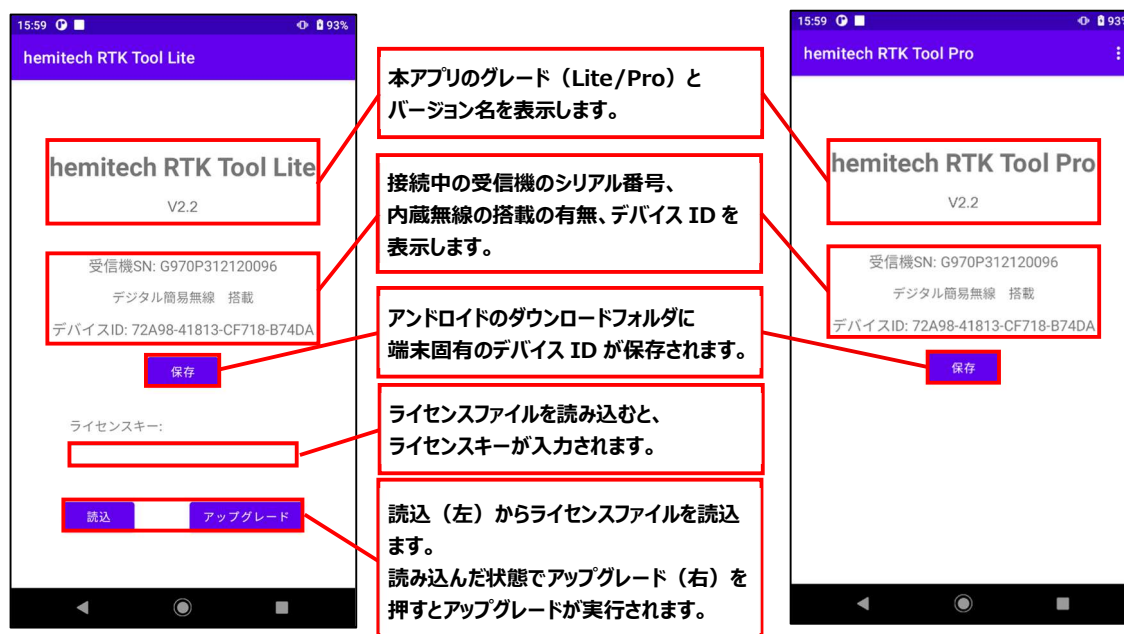 15:59
93%
hemitech RTK Tool Lite
hemitech RTK Tool Lite
V2.2
受信機SN: G970P312120096
デジタル簡易無線 搭載
デバイスID: 72A98-41813-CF718-B74DA
保存
ライセンスキー:
読込
アップグレード
本アプリのグレード（Lite/Pro）と
バージョン名を表示します。
接続中の受信機のシリアル番号、
内蔵無線の搭載の有無、デバイス ID を
表示します。
アンドロイドのダウンロードフォルダに
端末固有のデバイス ID が保存されます。
ライセンスファイルを読み込むと、
ライセンスキーが入力されます。
読込（左）からライセンスファイルを読込
ます。
読み込んだ状態でアップグレード（右）を
押すとアップグレードが実行されます。
15:59
93%
hemitech RTK Tool Pro
hemitech RTK Tool Pro
V2.2
受信機SN: G970P312120096
デジタル簡易無線 搭載
デバイスID: 72A98-41813-CF718-B74DA
保存